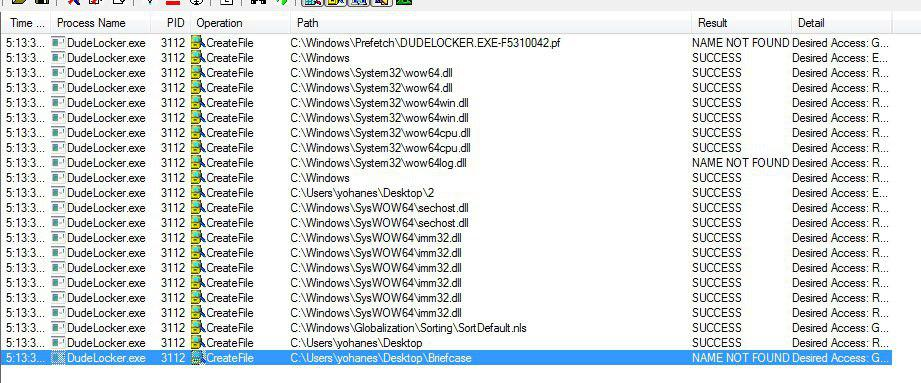 Time ... Process Name PID Operation Path Result Detail
5:13:3... DudeLocker.exe 3112 CreateFile C:\Windows\Prefetch\DUDELOCKER.EXE-F5310042.pf NAME NOT FOUND Desired Access: G...
5:13:3... DudeLocker.exe 3112 CreateFile C:\Windows SUCCESS Desired Access: E...
5:13:3... DudeLocker.exe 3112 CreateFile C:\Windows\System32\wow64.dll SUCCESS Desired Access: R...
5:13:3... DudeLocker.exe 3112 CreateFile C:\Windows\System32\wow64.dll SUCCESS Desired Access: R...
5:13:3... DudeLocker.exe 3112 CreateFile C:\Windows\System32\wow64win.dll SUCCESS Desired Access: R...
5:13:3... DudeLocker.exe 3112 CreateFile C:\Windows\System32\wow64win.dll SUCCESS Desired Access: R...
5:13:3... DudeLocker.exe 3112 CreateFile C:\Windows\System32\wow64cpu.dll SUCCESS Desired Access: R...
5:13:3... DudeLocker.exe 3112 CreateFile C:\Windows\System32\wow64cpu.dll SUCCESS Desired Access: R...
5:13:3... DudeLocker.exe 3112 CreateFile C:\Windows\System32\wow64log.dll NAME NOT FOUND Desired Access: R...
5:13:3... DudeLocker.exe 3112 CreateFile C:\Windows SUCCESS Desired Access: R...
5:13:3... DudeLocker.exe 3112 CreateFile C:\Users\yohanes\Desktop\2 SUCCESS Desired Access: E...
5:13:3... DudeLocker.exe 3112 CreateFile C:\Windows\SysWOW64\sechost.dll SUCCESS Desired Access: R...
5:13:3... DudeLocker.exe 3112 CreateFile C:\Windows\SysWOW64\sechost.dll SUCCESS Desired Access: R...
5:13:3... DudeLocker.exe 3112 CreateFile C:\Windows\SysWOW64\imm32.dll SUCCESS Desired Access: R...
5:13:3... DudeLocker.exe 3112 CreateFile C:\Windows\SysWOW64\imm32.dll SUCCESS Desired Access: R...
5:13:3... DudeLocker.exe 3112 CreateFile C:\Windows\SysWOW64\imm32.dll SUCCESS Desired Access: R...
5:13:3... DudeLocker.exe 3112 CreateFile C:\Windows\SysWOW64\imm32.dll SUCCESS Desired Access: R...
5:13:3... DudeLocker.exe 3112 CreateFile C:\Windows\SysWOW64\imm32.dll SUCCESS Desired Access: R...
5:13:3... DudeLocker.exe 3112 CreateFile C:\Windows\SysWOW64\imm32.dll SUCCESS Desired Access: R...
5:13:3... DudeLocker.exe 3112 CreateFile C:\Windows\Globalization\Sorting\SortDefault.nls SUCCESS Desired Access: G...
5:13:3... DudeLocker.exe 3112 CreateFile C:\Users\yohanes\Desktop SUCCESS Desired Access: R...
5:13:3... DudeLocker.exe 3112 CreateFile C:\Users\yohanes\Desktop\Briefcase NAME NOT FOUND Desired Access: G...